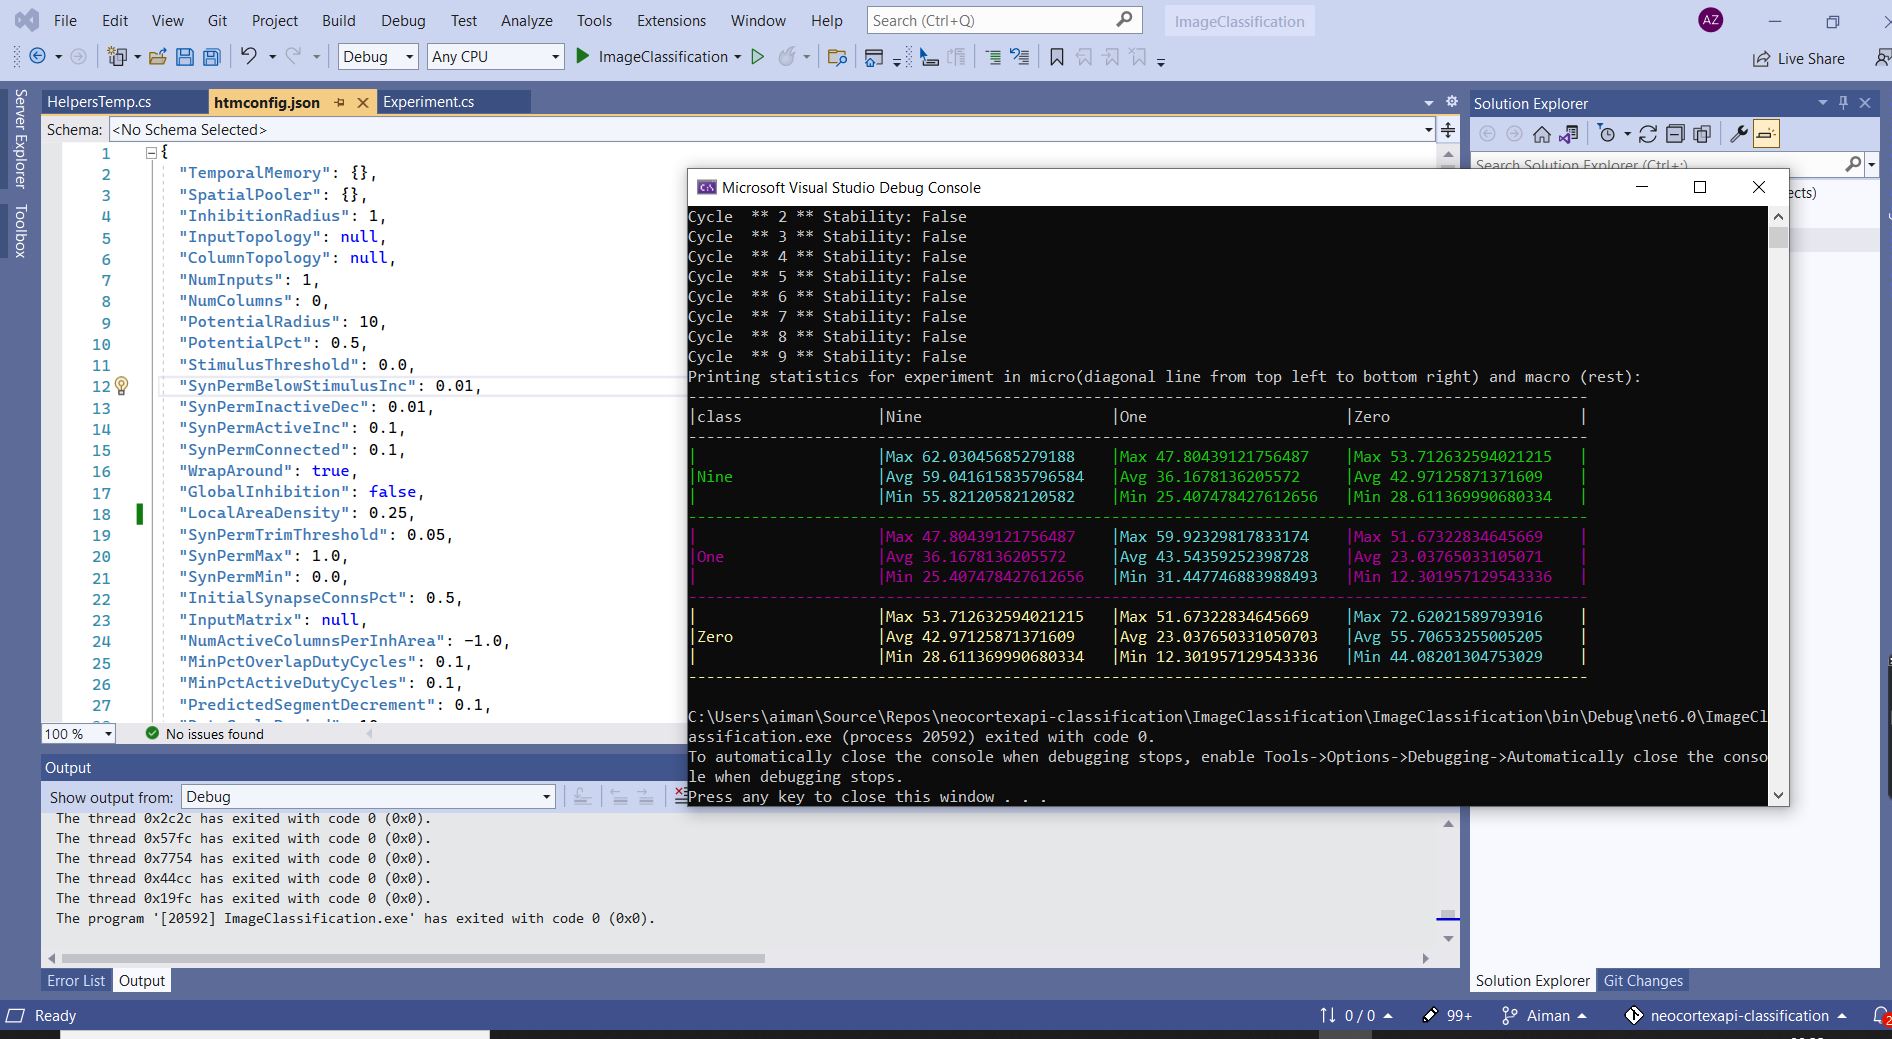 File Edit View Git Project Build Debug Test Analyze Tools Extensions Window Help Search (Ctrl+Q) ImageClassification AZ
Debug Any CPU ImageClassification Live Share
Server Explorer
Toolbox
HelpersTemp.cs htmconfig.json Experiment.cs
Schema: <No Schema Selected>
1 {
2 "TemporalMemory": {},
3 "SpatialPooler": {},
4 "InhibitionRadius": 1,
5 "InputTopology": null,
6 "ColumnTopology": null,
7 "NumInputs": 1,
8 "NumColumns": 0,
9 "PotentialRadius": 10,
10 "PotentialPct": 0.5,
11 "StimulusThreshold": 0.0,
12 "SynPermBelowStimulusInc": 0.01,
13 "SynPermInactiveDec": 0.01,
14 "SynPermActiveInc": 0.1,
15 "SynPermConnected": 0.1,
16 "WrapAround": true,
17 "GlobalInhibition": false,
18 "LocalAreaDensity": 0.25,
19 "SynPermTrimThreshold": 0.05,
20 "SynPermMax": 1.0,
21 "SynPermMin": 0.0,
22 "InitialSynapseConnsPct": 0.5,
23 "InputMatrix": null,
24 "NumActiveColumnsPerInhArea": -1.0,
25 "MinPctOverlapDutyCycles": 0.1,
26 "MinPctActiveDutyCycles": 0.1,
27 "PredictedSegmentDecrement": 0.1,
100 % No issues found
Microsoft Visual Studio Debug Console
Cycle ** 2 ** Stability: False
Cycle ** 3 ** Stability: False
Cycle ** 4 ** Stability: False
Cycle ** 5 ** Stability: False
Cycle ** 6 ** Stability: False
Cycle ** 7 ** Stability: False
Cycle ** 8 ** Stability: False
Cycle ** 9 ** Stability: False
Printing statistics for experiment in micro(diagonal line from top left to bottom right) and macro (rest):
|class |Nine |One |Zero |
| |Max 62.03045685279188 |Max 47.80439121756487 |Max 53.712632594021215 |
|Nine |Avg 59.041615835796584 |Avg 36.1678136205572 |Avg 42.97125871371609 |
| |Min 55.82120582120582 |Min 25.407478427612656 |Min 28.611369990680334 |
| |Max 47.80439121756487 |Max 59.92329817833174 |Max 51.67322834645669 |
|One |Avg 36.1678136205572 |Avg 43.54359252398728 |Avg 23.03765033105071 |
| |Min 25.407478427612656 |Min 31.447746883988493 |Min 12.301957129543336 |
| |Max 53.712632594021215 |Max 51.67322834645669 |Max 72.62021589793916 |
|Zero |Avg 42.97125871371609 |Avg 23.037650331050703 |Avg 55.70653255005205 |
| |Min 28.611369990680334 |Min 12.301957129543336 |Min 44.08201304753029 |
C:\Users\aiman\Source\Repos\neocortexapi-classification\ImageClassification\ImageClassification\bin\Debug\net6.0\ImageCl
assification.exe (process 20592) exited with code 0.
To automatically close the console when debugging stops, enable Tools->Options->Debugging->Automatically close the conso
le when debugging stops.
Press any key to close this window . . .
Solution Explorer
Search Solution Explorer (Ctrl+;)
ects)
Output
Show output from: Debug
The thread 0x2c2c has exited with code 0 (0x0).
The thread 0x57fc has exited with code 0 (0x0).
The thread 0x7754 has exited with code 0 (0x0).
The thread 0x44cc has exited with code 0 (0x0).
The thread 0x19fc has exited with code 0 (0x0).
The program '[20592] ImageClassification.exe' has exited with code 0 (0x0).
Error List Output
Solution Explorer Git Changes
Ready 0 / 0 99+ Aiman neocortexapi-classification 2